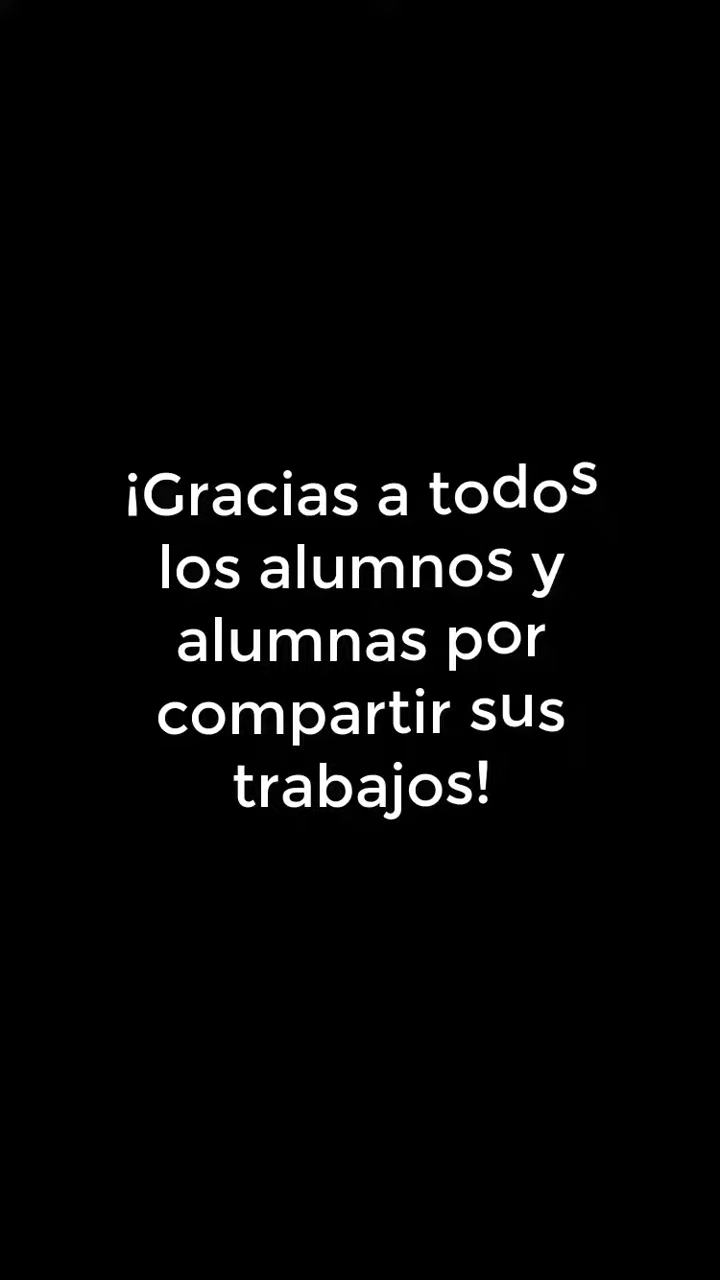 ¡Gracias a todos
los alumnos y
alumnas por
compartir sus
trabajos!